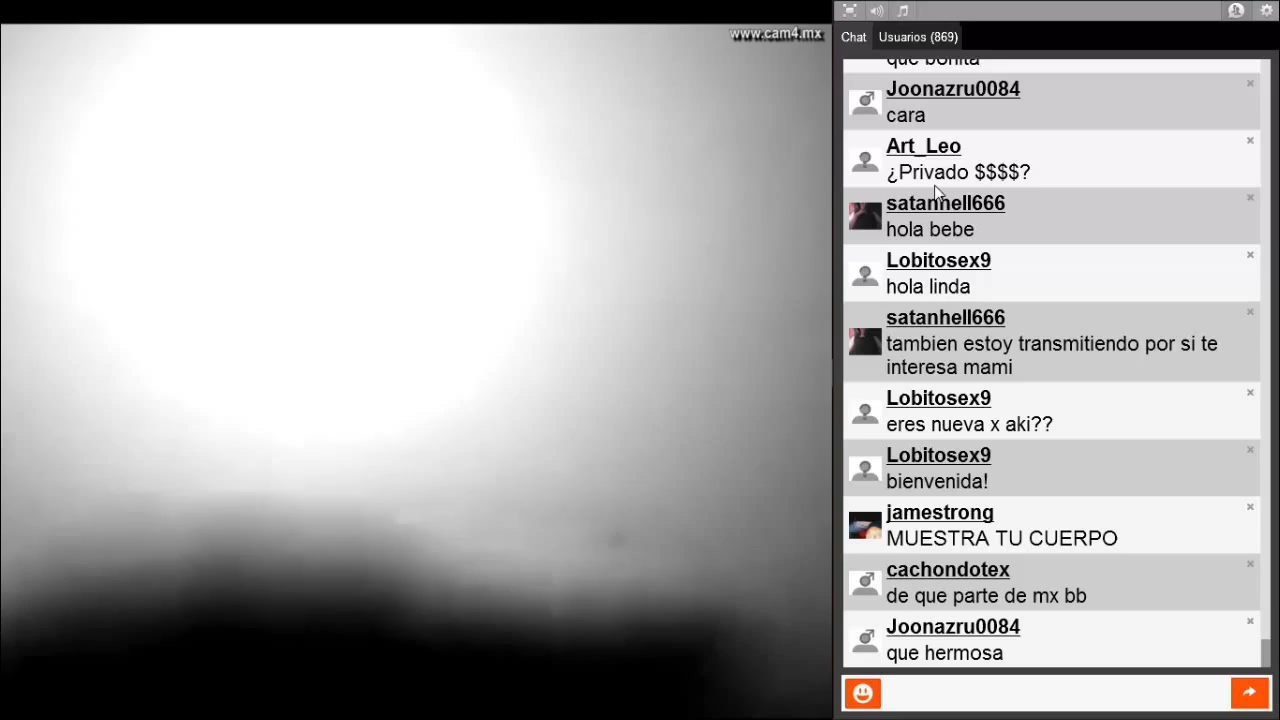 www.cam4.mx
Chat
Usuarios (869)
que bonita
Joonazru0084
cara
Art_Leo
¿Privado $$$$?
satanhell666
hola bebe
Lobitosex9
hola linda
satanhell666
tambien estoy transmitiendo por si te
interesa mami
Lobitosex9
eres nueva x aki??
Lobitosex9
bienvenida!
jamestrong
MUESTRA TU CUERPO
cachondotex
de que parte de mx bb
Joonazru0084
que hermosa